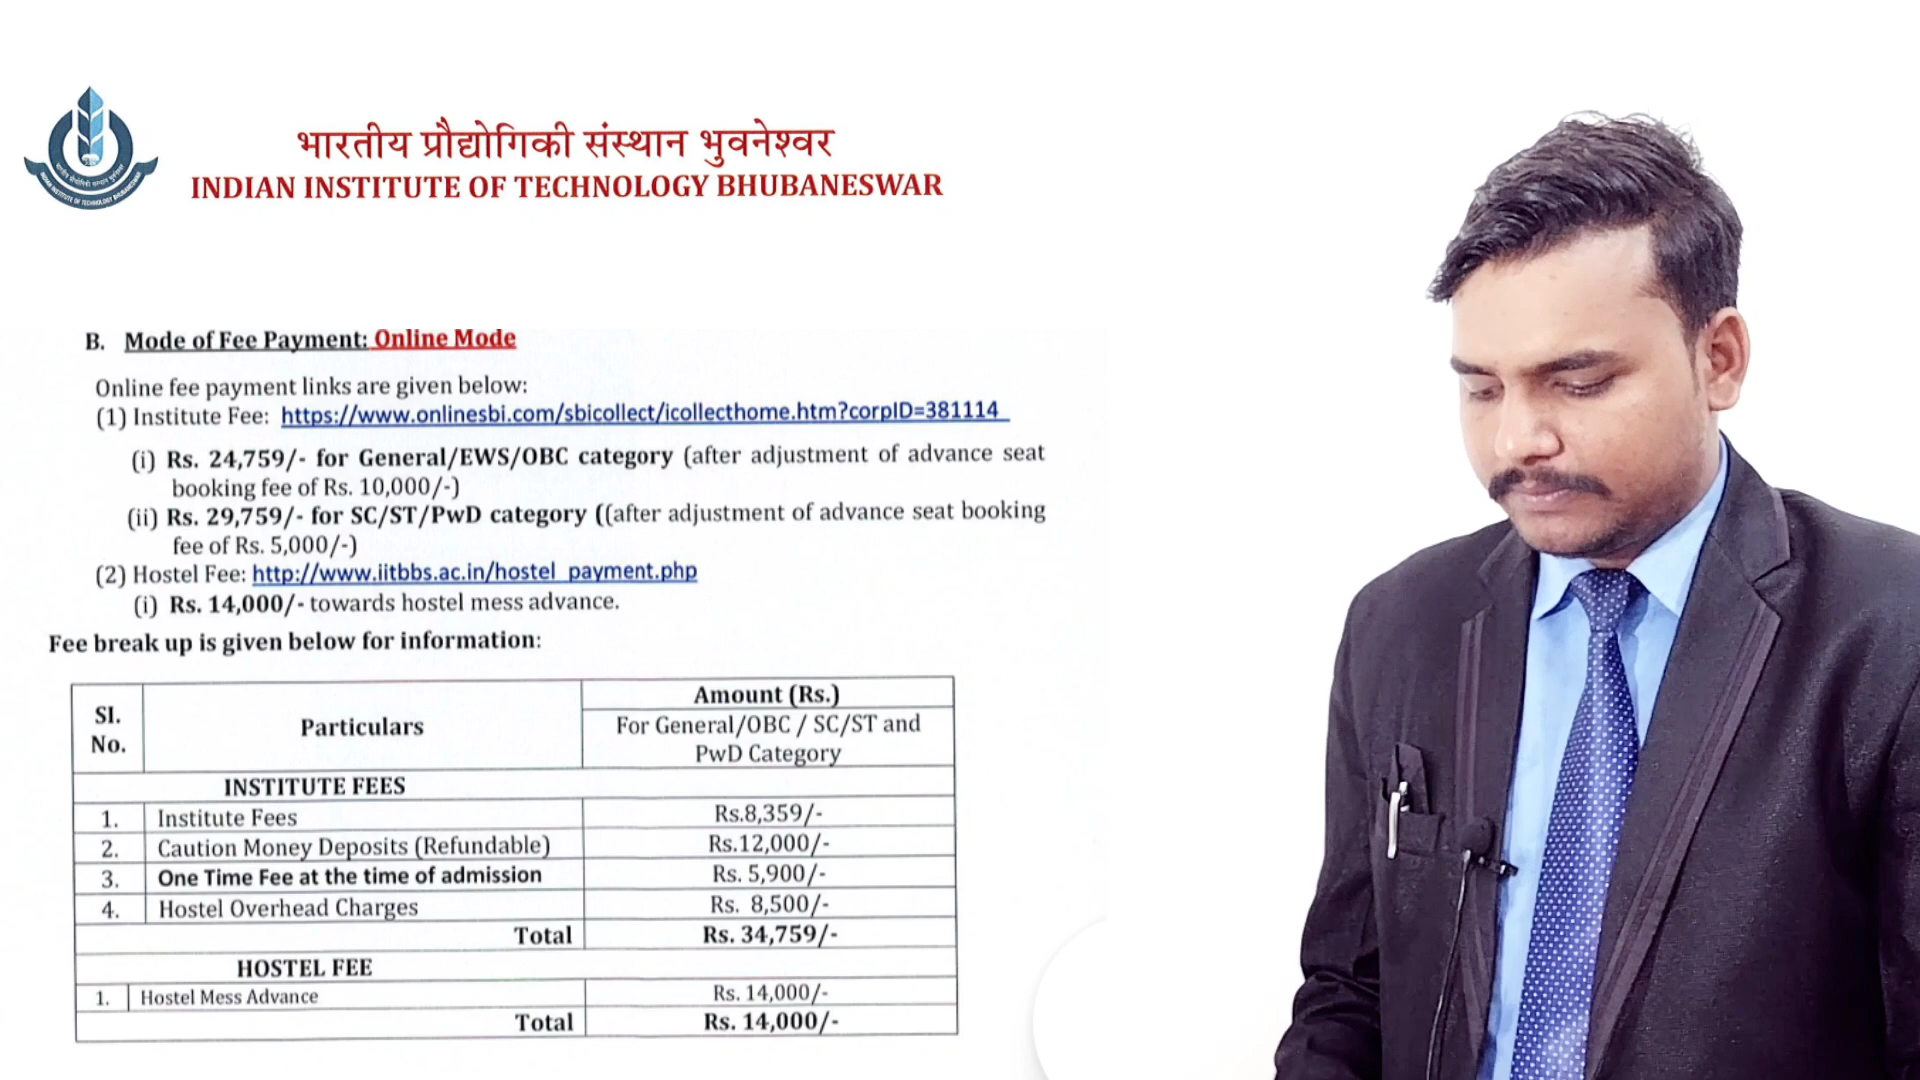 भारतीय प्रौद्योगिकी संस्थान भुवनेश्वर
INDIAN INSTITUTE OF TECHNOLOGY BHUBANESWAR
INDIAN INSTITUTE OF TECHNOLOGY BHUBANESWAR
B. Mode of Fee Payment: Online Mode
Online fee payment links are given below:
(1) Institute Fee: https://www.onlinesbi.com/sbicollect/icollecthome.htm?corpID=381114
(i) Rs. 24,759/- for General/EWS/OBC category (after adjustment of advance seat
booking fee of Rs. 10,000/-)
(ii) Rs. 29,759/- for SC/ST/PwD category ((after adjustment of advance seat booking
fee of Rs. 5,000/-)
(2) Hostel Fee: http://www.iitbbs.ac.in/hostel_payment.php
(i) Rs. 14,000/- towards hostel mess advance.
Fee break up is given below for information:
Sl. No. Particulars Amount (Rs.)
For General/OBC / SC/ST and
PwD Category
INSTITUTE FEES
1. Institute Fees Rs.8,359/-
2. Caution Money Deposits (Refundable) Rs.12,000/-
3. One Time Fee at the time of admission Rs. 5,900/-
4. Hostel Overhead Charges Rs. 8,500/-
Total Rs. 34,759/-
HOSTEL FEE
1. Hostel Mess Advance Rs. 14,000/-
Total Rs. 14,000/-